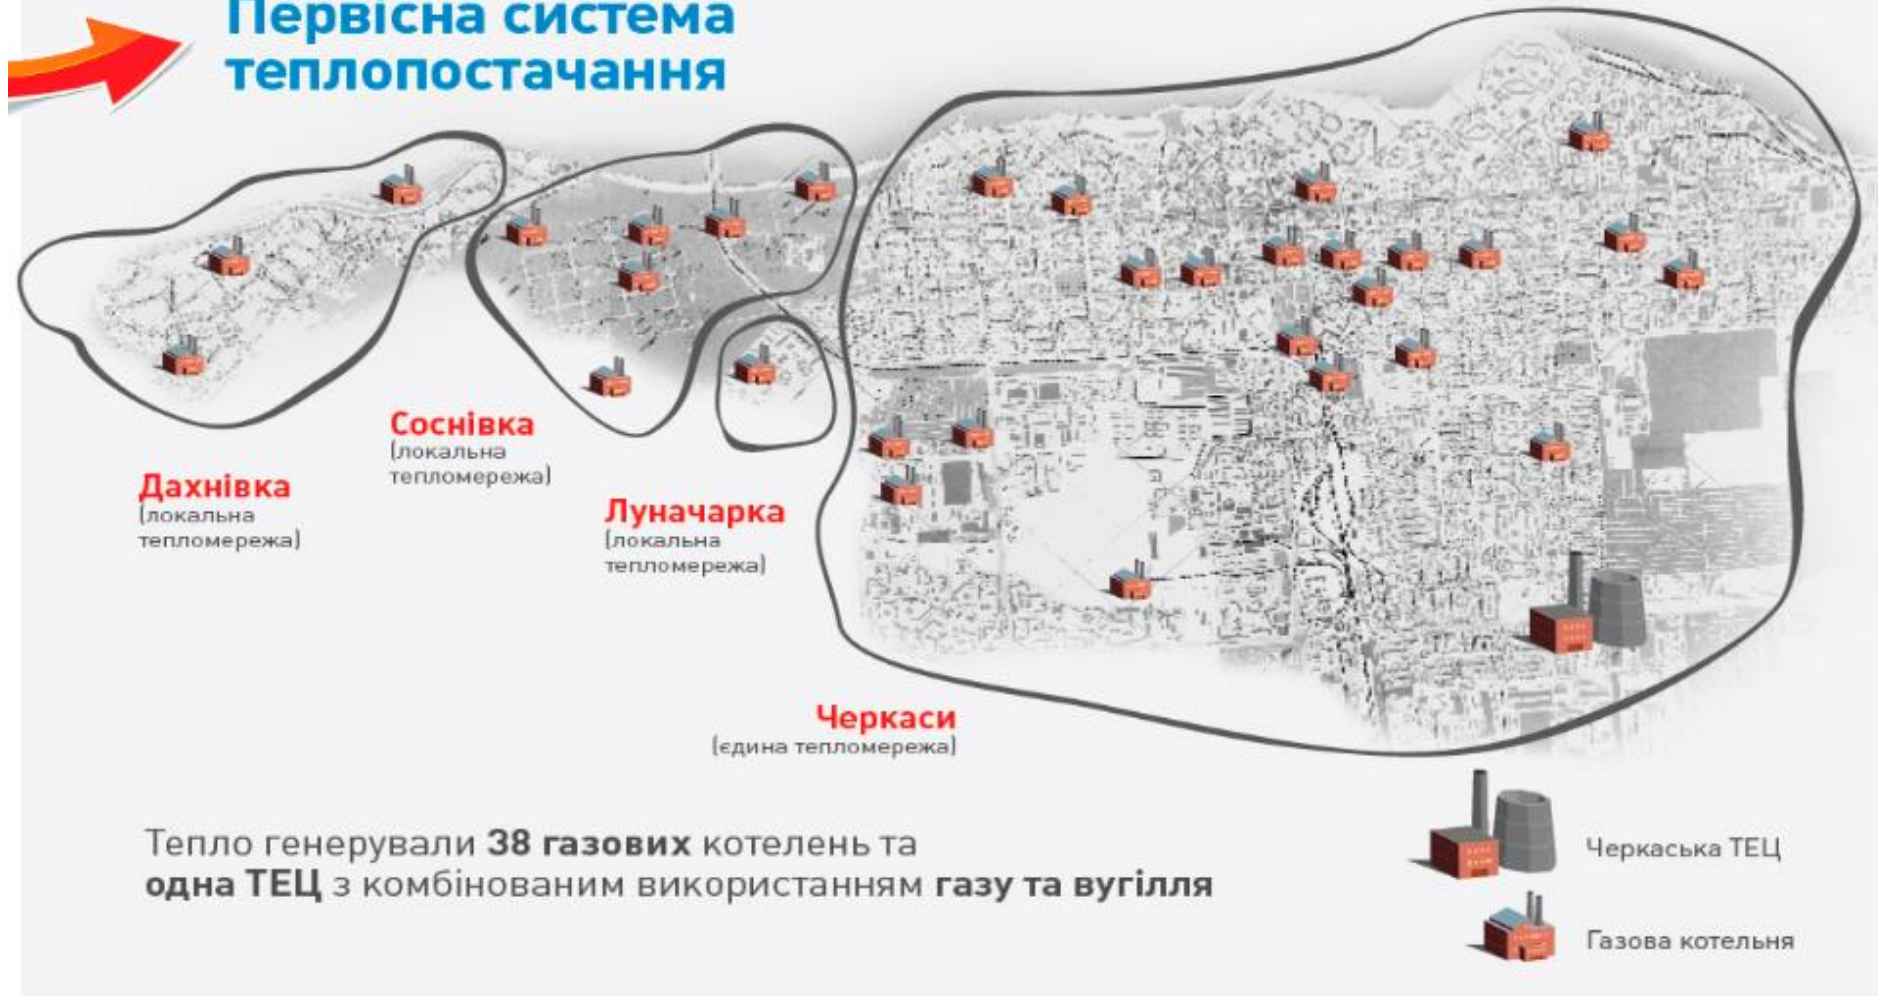 Первісна система
теплопостачання
Соснівка
(локальна
тепломережа)
Дахнівка
(локальна
тепломережа)
Луначарка
(локальна
тепломережа)
Черкаси
(єдина тепломережа)
Тепло генерували 38 газових котелень та
одна ТЕЦ з комбінованим використанням газу та вугілля
Черкаська ТЕЦ
Газова котельня